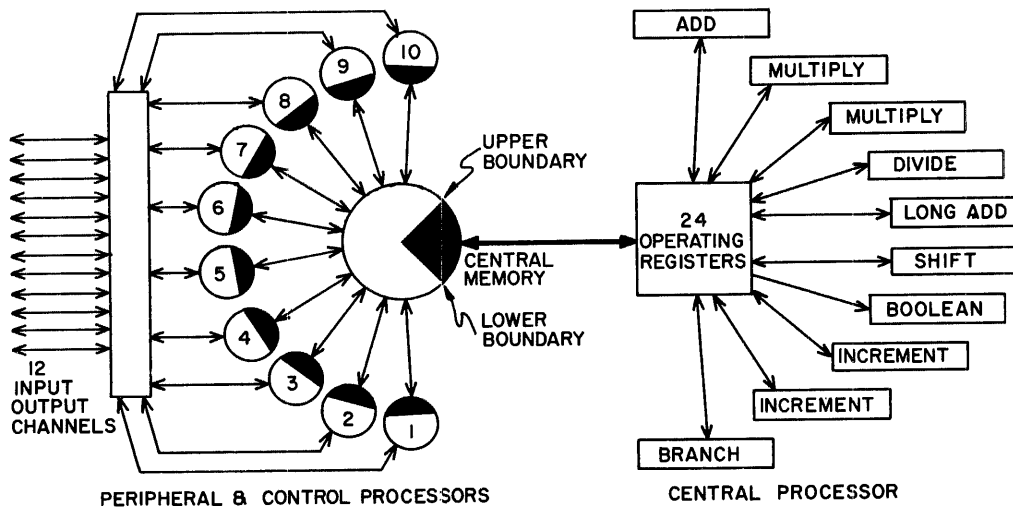 10
9
8
7
6
5
4
3
2
1
12
INPUT
OUTPUT
CHANNELS
UPPER
BOUNDARY
CENTRAL
MEMORY
LOWER
BOUNDARY
PERIPHERAL & CONTROL PROCESSORS
ADD
MULTIPLY
MULTIPLY
DIVIDE
LONG ADD
SHIFT
BOOLEAN
INCREMENT
INCREMENT
BRANCH
24
OPERATING
REGISTERS
CENTRAL PROCESSOR